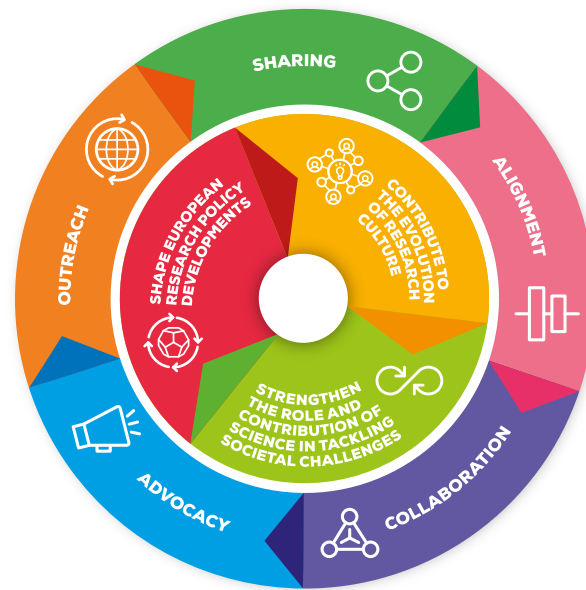 SHARING
ALIGNMENT
COLLABORATION
ADVOCACY
OUTREACH
SHAPE EUROPEAN
RESEARCH POLICY
DEVELOPMENTS
CONTRIBUTE TO
THE EVOLUTION
OF RESEARCH
CULTURE
STRENGTHEN
THE ROLE AND
CONTRIBUTION OF
SCIENCE IN TACKLING
SOCIETAL CHALLENGES